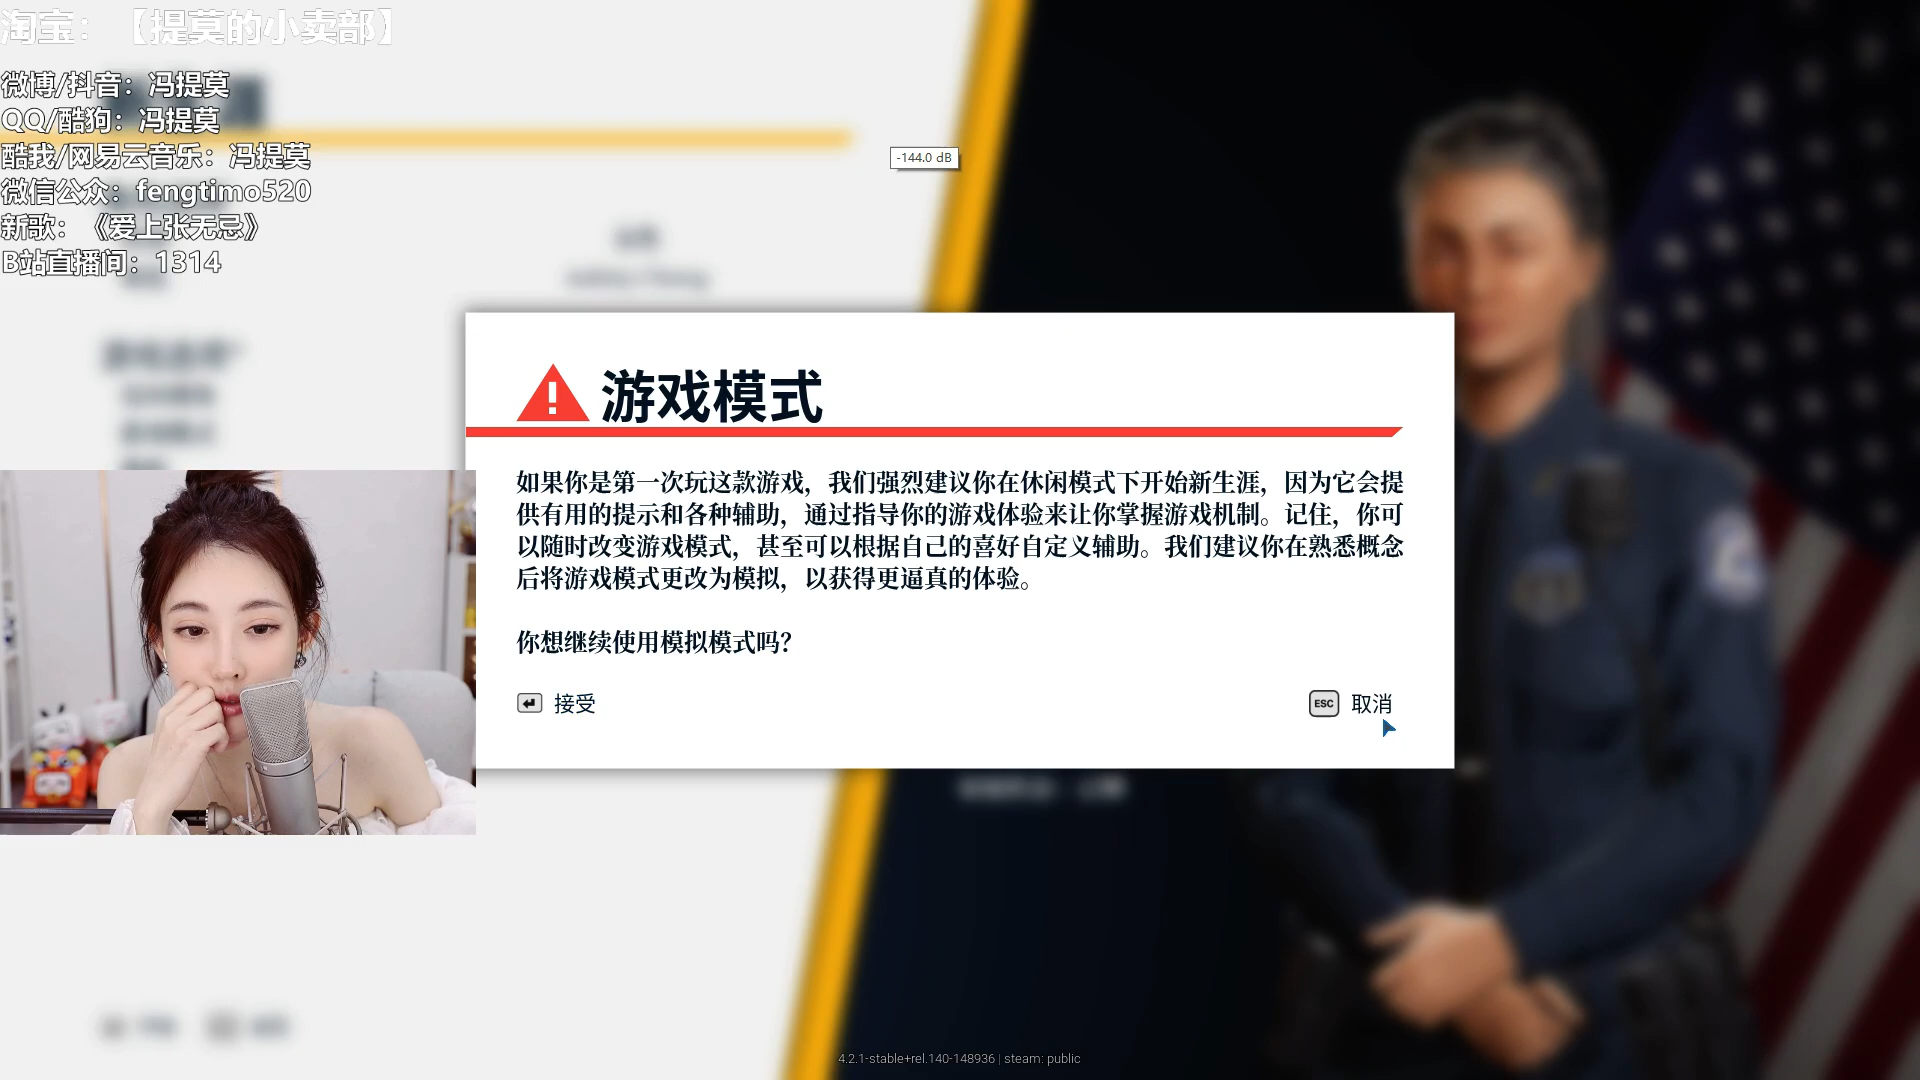 淘宝：【提莫的小卖部】
微博/抖音：冯提莫
QQ/酷狗：冯提莫
酷我/网易云音乐：冯提莫
微信公众：fengtimo520
新歌：《爱上张无忌》
B站直播间：1314
-144.0 dB
游戏模式
如果你是第一次玩这款游戏，我们强烈建议你在休闲模式下开始新生涯，因为它会提
供有用的提示和各种辅助，通过指导你的游戏体验来让你掌握游戏机制。记住，你可
以随时改变游戏模式，甚至可以根据自己的喜好自定义辅助。我们建议你在熟悉概念
后将游戏模式更改为模拟，以获得更逼真的体验。
你想继续使用模拟模式吗？
接受
ESC 取消
4.2.1-stable+rel.140-148936 | steam: public